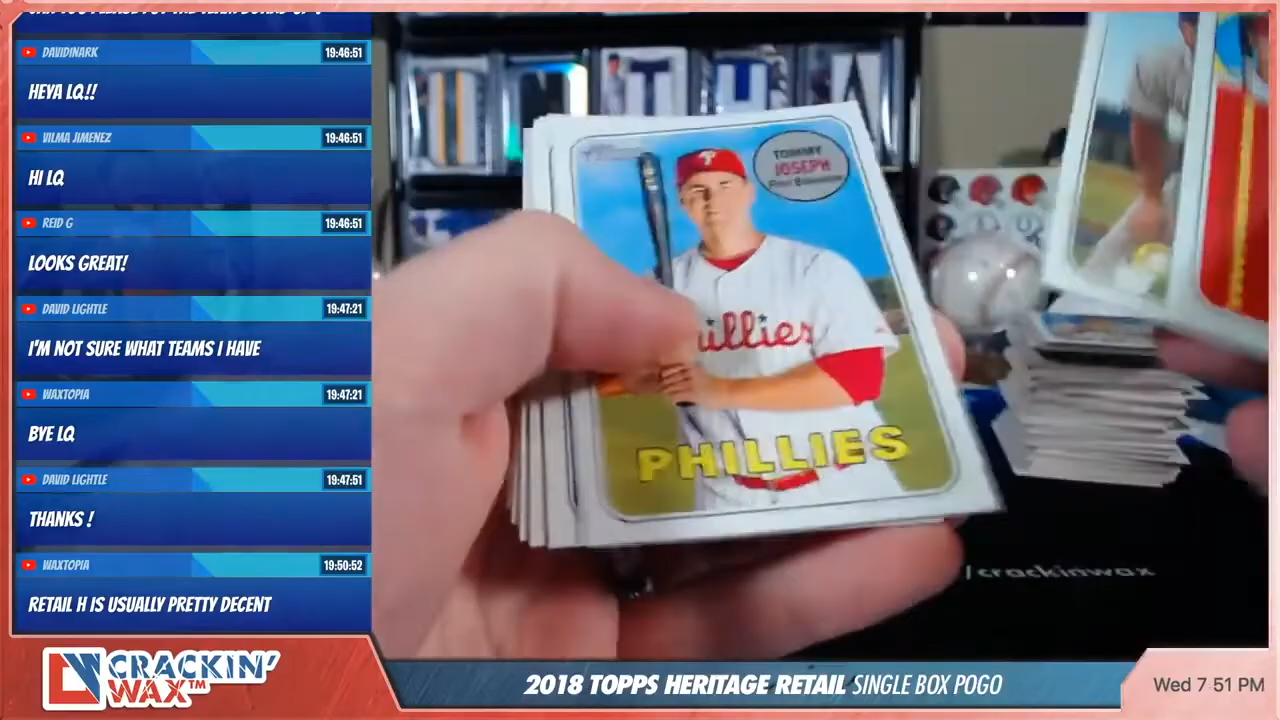 DAVIDINARK
19:46:51
HEYA LQ!!
VILMA JIMENEZ
19:46:51
HI LQ
REID G
19:46:51
LOOKS GREAT!
DAVID LIGHTLE
19:47:21
I'M NOT SURE WHAT TEAMS I HAVE
WAXTOPIA
19:47:21
BYE LQ
DAVID LIGHTLE
19:47:51
THANKS !
WAXTOPIA
19:50:52
RETAIL H IS USUALLY PRETTY DECENT
T H A
TOMMY
JOSEPH
First Baseman
Phillies
PHILLIES
/crackinwax
CRACKIN'
WAX™
2018 TOPPS HERITAGE RETAIL SINGLE BOX POGO
Wed 7 51 PM